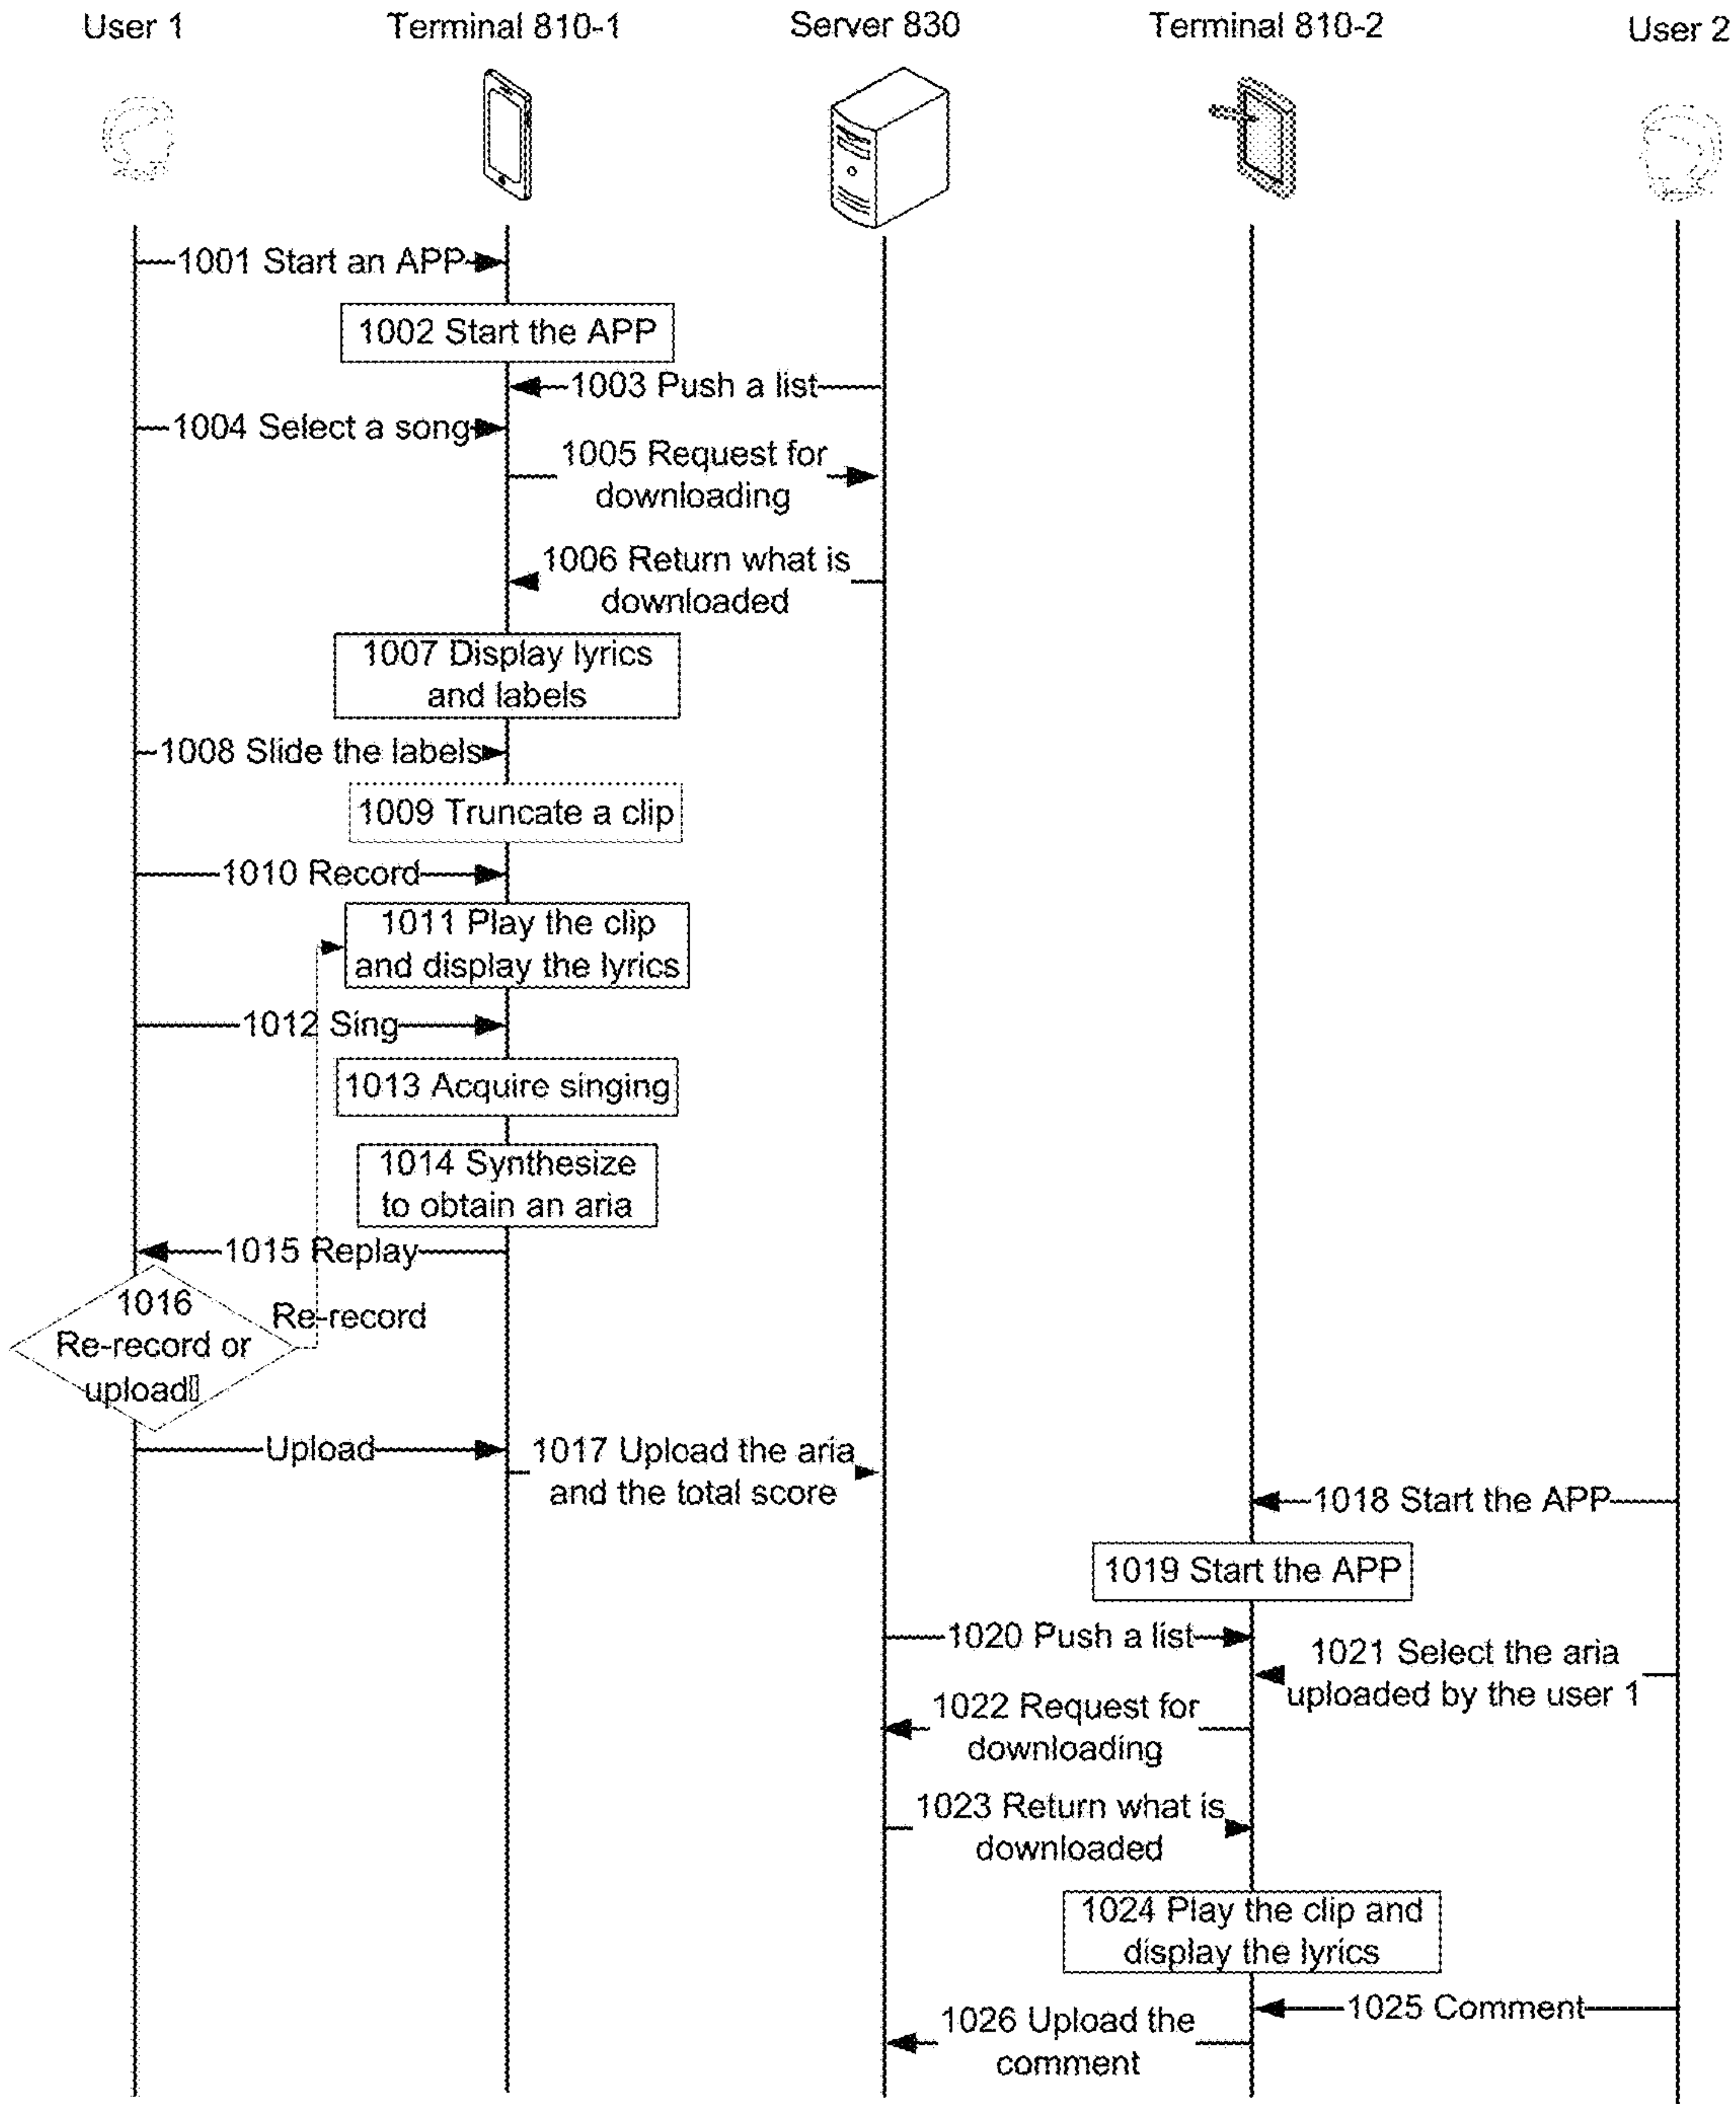 User 1
Terminal 810-1
Server 830
Terminal 810-2
User 2
1001 Start an APP
1002 Start the APP
1003 Push a list
1004 Select a song
1005 Request for
downloading
1006 Return what is
downloaded
1007 Display lyrics
and labels
1008 Slide the labels
1009 Truncate a clip
1010 Record
1011 Play the clip
and display the lyrics
1012 Sing
1013 Acquire singing
1014 Synthesize
to obtain an aria
1015 Replay
1016
Re-record or
upload
Re-record
Upload
1017 Upload the aria
and the total score
1018 Start the APP
1019 Start the APP
1020 Push a list
1021 Select the aria
uploaded by the user 1
1022 Request for
downloading
1023 Return what is
downloaded
1024 Play the clip and
display the lyrics
1025 Comment
1026 Upload the
comment